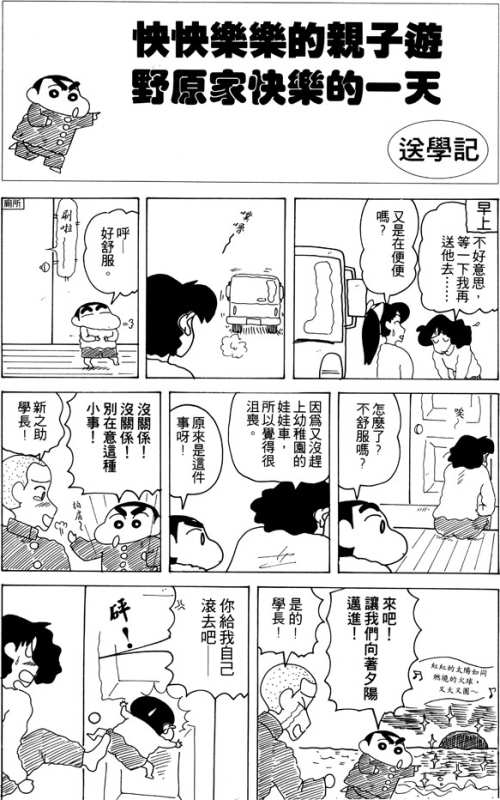 快快樂樂的親子遊
野原家快樂的一天
送學記
早上
不好意思,
等一下我再
送他去……
又是在便便
嗎?
噗噗
廁所
刷啦
呼——
好舒服。
怎麼了?
不舒服嗎?
因為又沒趕
上幼稚園的
娃娃車,
所以覺得很
沮喪。
原來是這件
事呀!
沒關係!
沒關係!
別在意這種
小事!
新之助
學長!
來吧!
讓我們向著夕陽
邁進!
紅紅的太陽如同
燃燒的火球,
又大又圓~
是的!
學長!
你給我自己
滾去吧——
砰!